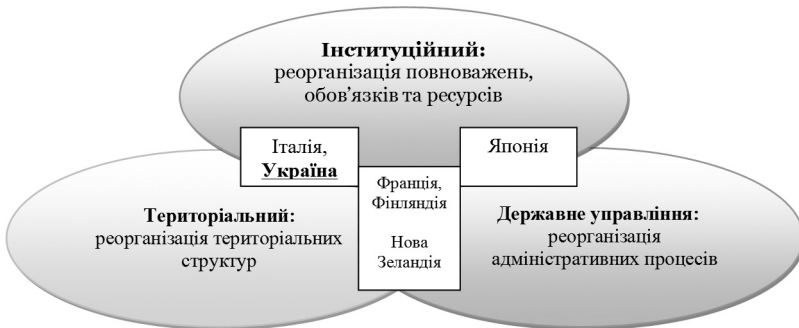 Інституційний:
реорганізація повноважень,
обов’язків та ресурсів
Італія,
Україна
Японія
Франція,
Фінляндія
Нова
Зеландія
Територіальний:
реорганізація територіальних
структур
Державне управління:
реорганізація
адміністративних процесів